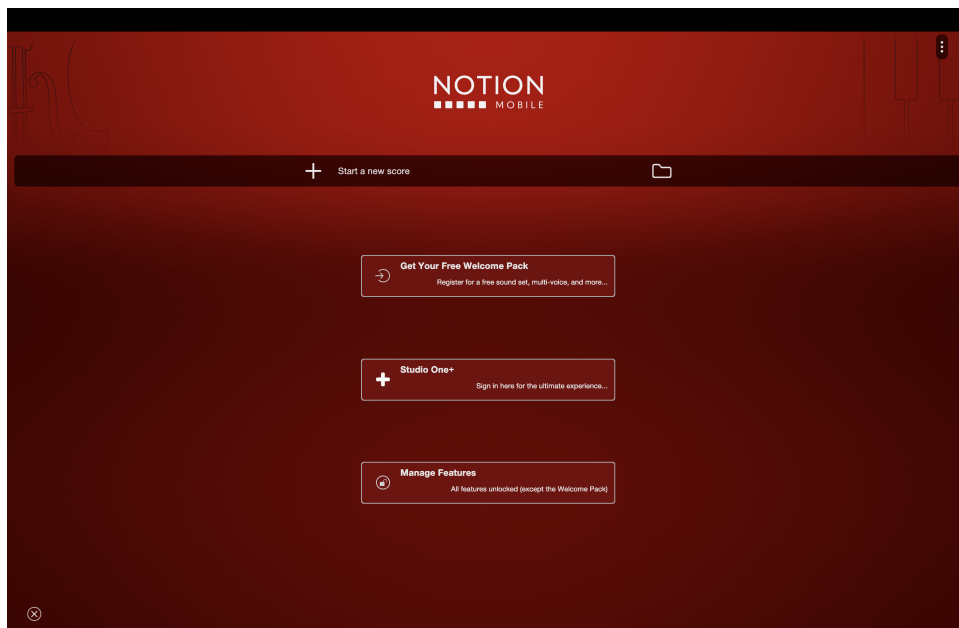 NOTION
MOBILE
Start a new score
Get Your Free Welcome Pack
Register for a free sound set, multi-voice, and more...
Studio One+
Sign in here for the ultimate experience...
Manage Features
All features unlocked (except the Welcome Pack)